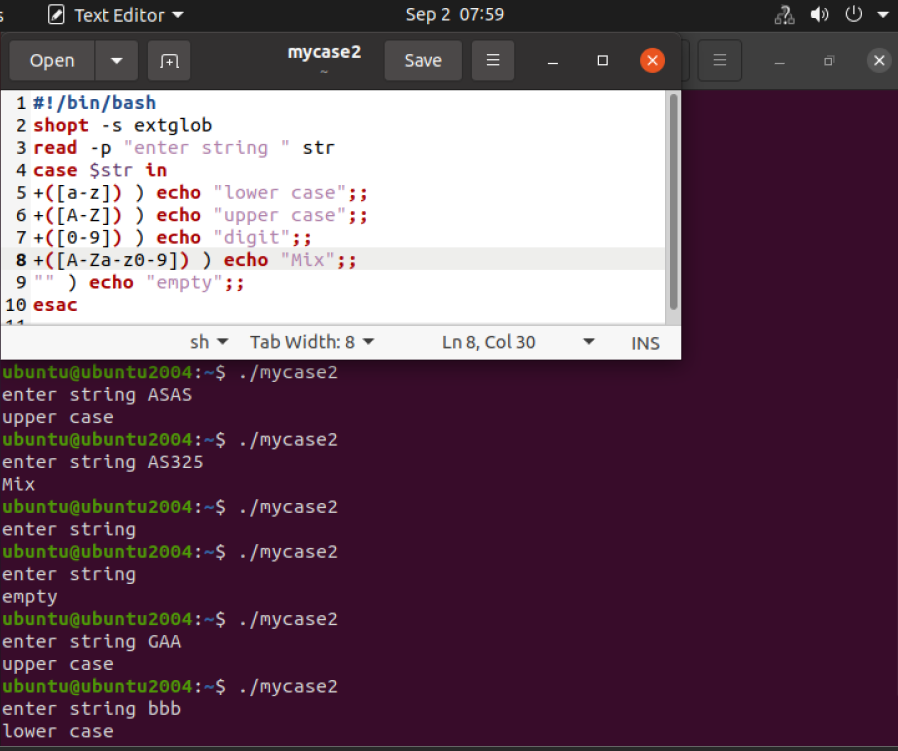 s Text Editor Sep 2 07:59
Open mycase2 Save
~
1 #!/bin/bash
2 shopt -s extglob
3 read -p "enter string " str
4 case $str in
5 +([a-z]) ) echo "lower case";;
6 +([A-Z]) ) echo "upper case";;
7 +([0-9]) ) echo "digit";;
8 +([A-Za-z0-9]) ) echo "Mix";;
9 "" ) echo "empty";;
10 esac
11
sh Tab Width: 8 Ln 8, Col 30 INS
ubuntu@ubuntu2004:~$ ./mycase2
enter string ASAS
upper case
ubuntu@ubuntu2004:~$ ./mycase2
enter string AS325
Mix
ubuntu@ubuntu2004:~$ ./mycase2
enter string
ubuntu@ubuntu2004:~$ ./mycase2
enter string
empty
ubuntu@ubuntu2004:~$ ./mycase2
enter string GAA
upper case
ubuntu@ubuntu2004:~$ ./mycase2
enter string bbb
lower case